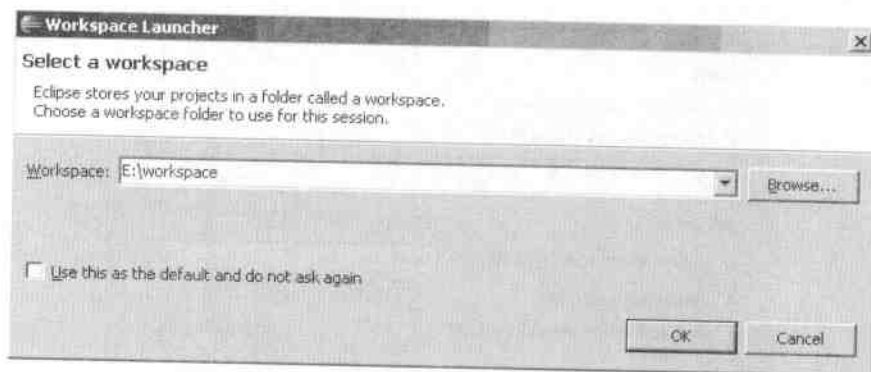 Workspace Launcher
Select a workspace
Eclipse stores your projects in a folder called a workspace.
Choose a workspace folder to use for this session.
Workspace: E:\workspace
Browse...
Use this as the default and do not ask again
OK
Cancel